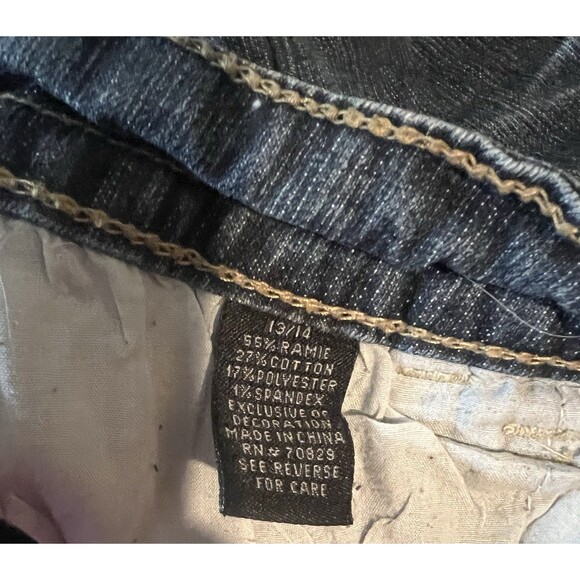 13/14
55% RAMIE
27% COTTON
17% POLYESTER
1% SPANDEX
EXCLUSIVE OF
DECORATION
MADE IN CHINA
RN# 70829
SEE REVERSE
FOR CARE